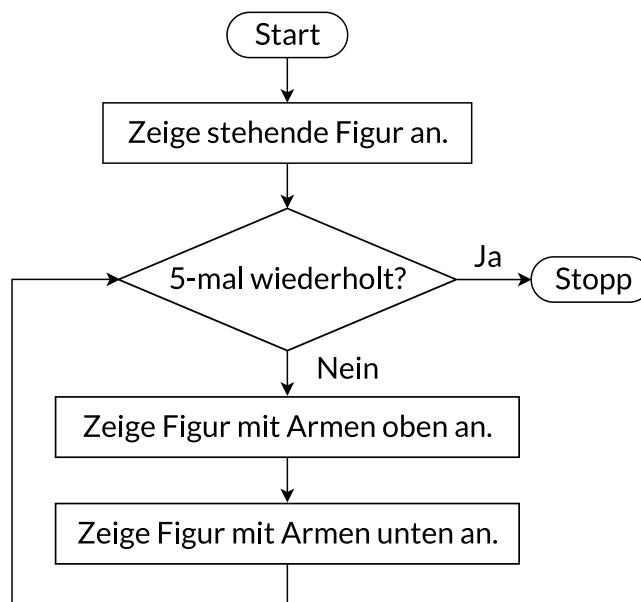 Start
Zeige stehende Figur an.
5-mal wiederholt?
Ja
Stopp
Nein
Zeige Figur mit Armen oben an.
Zeige Figur mit Armen unten an.